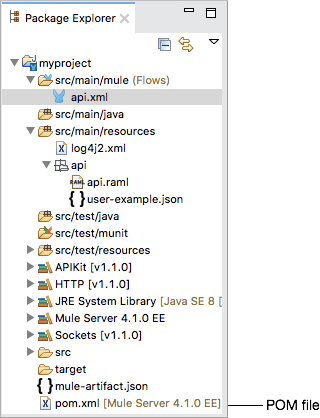 Package Explorer
myproject
src/main/mule (Flows)
api.xml
src/main/java
src/main/resources
log4j2.xml
api
RAML api.raml
{ } user-example.json
src/test/java
src/test/munit
src/test/resources
APIKit [v1.1.0]
HTTP [v1.1.0]
JRE System Library [Java SE 8 [
Mule Server 4.1.0 EE
Sockets [v1.1.0]
src
target
{ } mule-artifact.json
X pom.xml [Mule Server 4.1.0 EE] POM file